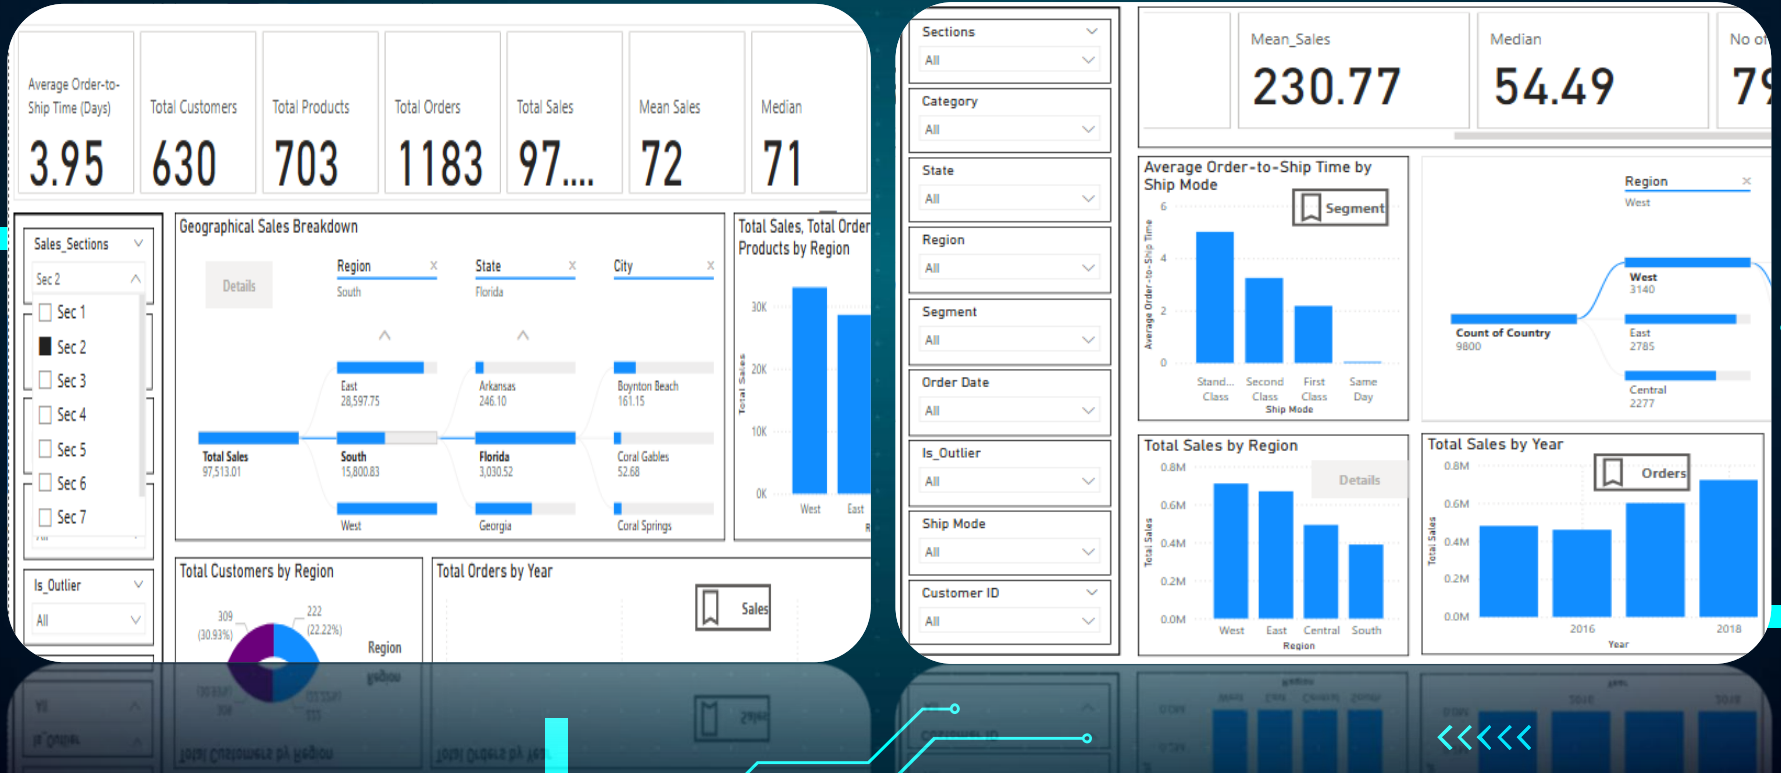 Average Order-to-
Ship Time (Days)
3.95
Total Customers
630
Total Products
703
Total Orders
1183
Total Sales
97....
Mean Sales
72
Median
71
Sales_Sections
Sec 2
Sec 1
Sec 2
Sec 3
Sec 4
Sec 5
Sec 6
Sec 7
Is_Outlier
All
Geographical Sales Breakdown
Details
Region
South
State
Florida
City
East
28,597.75
Arkansas
246.10
Boynton Beach
161.15
Total Sales
97,513.01
South
15,800.83
Florida
3,030.52
Coral Gables
52.68
West
Georgia
Coral Springs
Total Sales, Total Order
Products by Region
Total Sales
30K
20K
10K
0K
West
East
R
Total Customers by Region
309
(30.93%)
222
(22.22%)
Region
Total Orders by Year
Sales
Sections
All
Category
All
State
All
Region
All
Segment
All
Order Date
All
Is_Outlier
All
Ship Mode
All
Customer ID
All
Mean_Sales
230.77
Median
54.49
No of
79
Average Order-to-Ship Time by
Ship Mode
Segment
Average Order-to-Ship Time
6
4
2
0
Stand...
Class
Second
Class
First
Class
Same
Day
Ship Mode
Region
West
Count of Country
9800
West
3140
East
2785
Central
2277
Total Sales by Region
Details
Total Sales
0.8M
0.6M
0.4M
0.2M
0.0M
West
East
Central
South
Region
Total Sales by Year
Orders
Total Sales
0.8M
0.6M
0.4M
0.2M
0.0M
2016
2018
Year